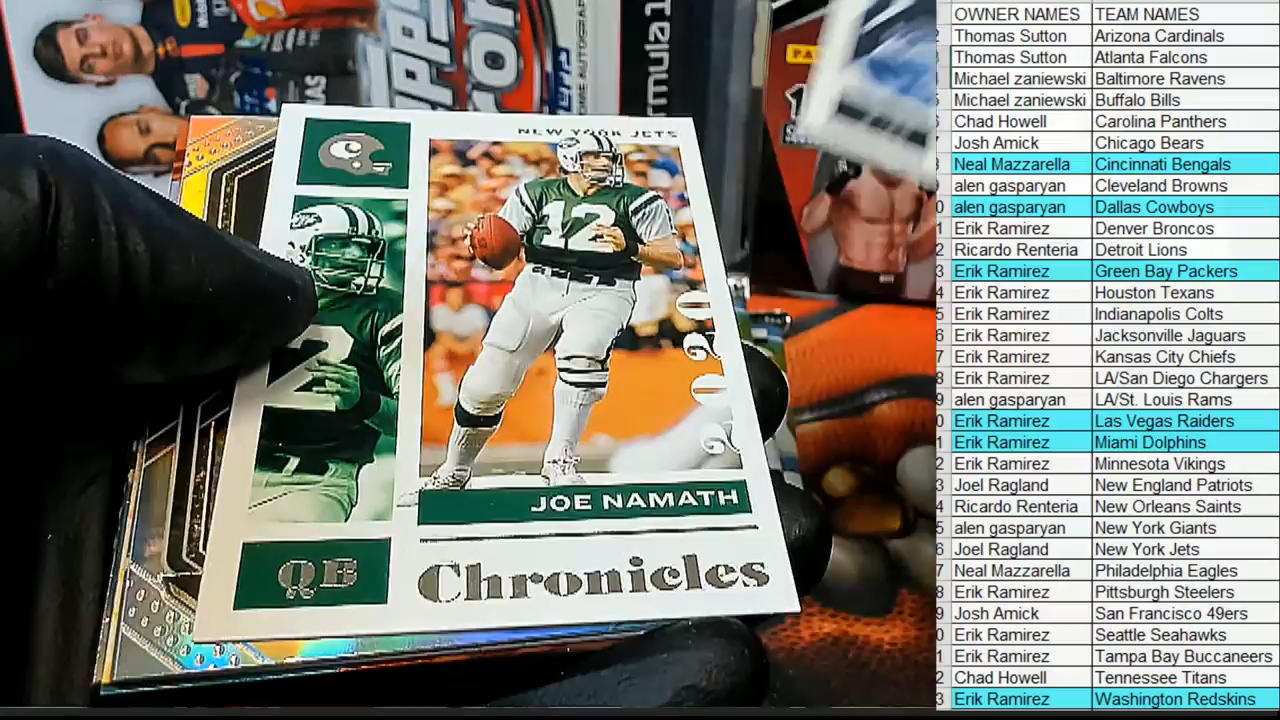 NEW YORK JETS
12
2020
JOE NAMATH
QB
Chronicles
OWNER NAMES TEAM NAMES
Thomas Sutton Arizona Cardinals
Thomas Sutton Atlanta Falcons
Michael zaniewski Baltimore Ravens
Michael zaniewski Buffalo Bills
Chad Howell Carolina Panthers
Josh Amick Chicago Bears
Neal Mazzarella Cincinnati Bengals
alen gasparyan Cleveland Browns
alen gasparyan Dallas Cowboys
Erik Ramirez Denver Broncos
Ricardo Renteria Detroit Lions
Erik Ramirez Green Bay Packers
Erik Ramirez Houston Texans
Erik Ramirez Indianapolis Colts
Erik Ramirez Jacksonville Jaguars
Erik Ramirez Kansas City Chiefs
Erik Ramirez LA/San Diego Chargers
alen gasparyan LA/St. Louis Rams
Erik Ramirez Las Vegas Raiders
Erik Ramirez Miami Dolphins
Erik Ramirez Minnesota Vikings
Joel Ragland New England Patriots
Ricardo Renteria New Orleans Saints
alen gasparyan New York Giants
Joel Ragland New York Jets
Neal Mazzarella Philadelphia Eagles
Erik Ramirez Pittsburgh Steelers
Josh Amick San Francisco 49ers
Erik Ramirez Seattle Seahawks
Erik Ramirez Tampa Bay Buccaneers
Chad Howell Tennessee Titans
Erik Ramirez Washington Redskins